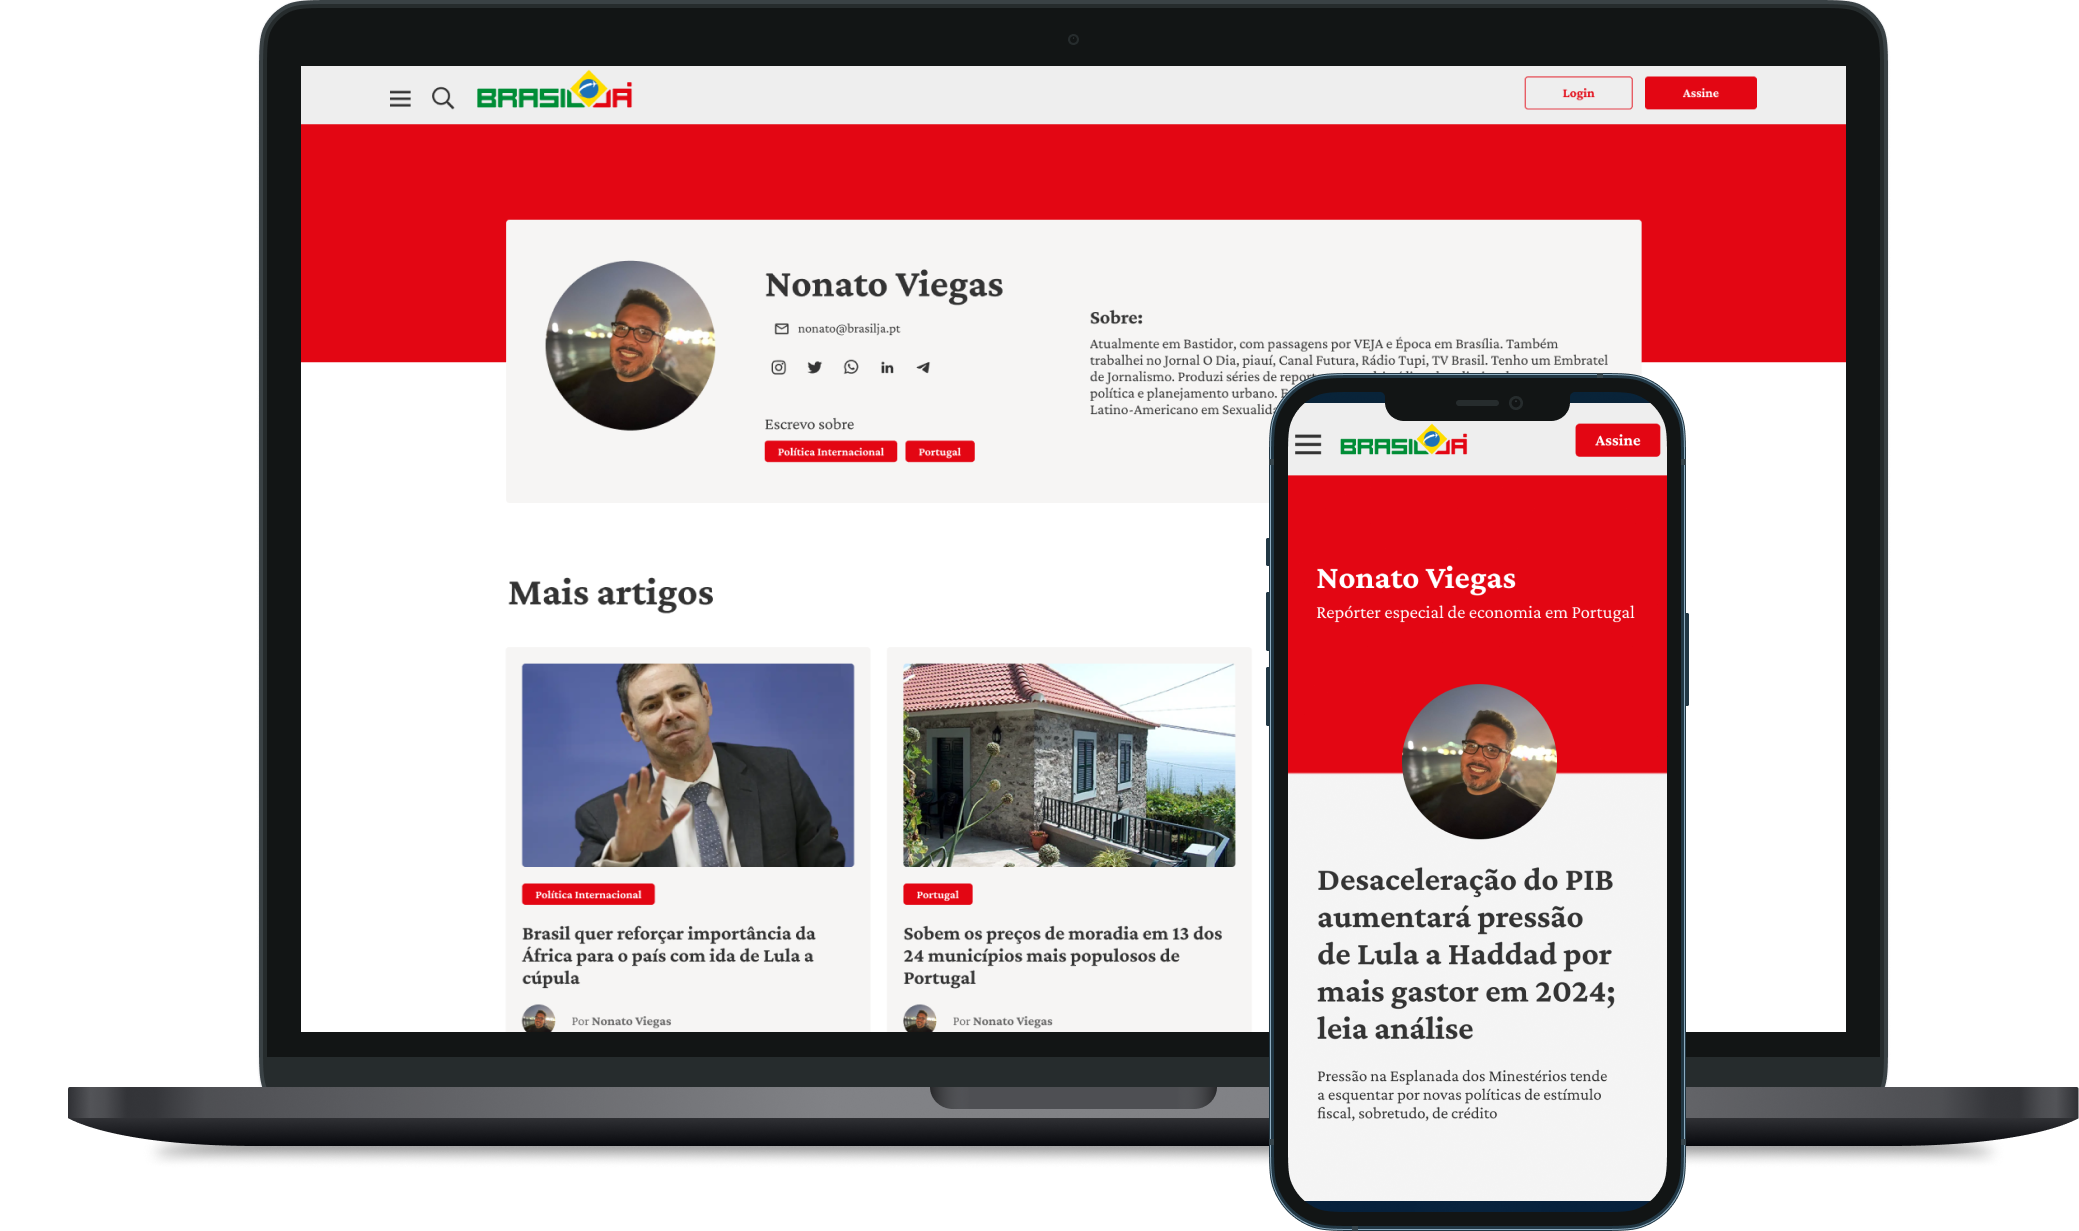 BRASIL JÁ
Login
Assine
Nonato Viegas
nonato@brasilja.pt
Escrevo sobre
Política Internacional
Portugal
Sobre:
Atualmente em Bastidor, com passagens por VEJA e Época em Brasília. Também
trabalhei no Jornal O Dia, piauí, Canal Futura, Rádio Tupi, TV Brasil. Tenho um Embratel
de Jornalismo. Produzi séries de
política e planejamento urbano.
Latino-Americano em
Mais artigos
Política Internacional
Brasil quer reforçar importância da
África para o país com ida de Lula a
cúpula
Por Nonato Viegas
Portugal
Sobem os preços de moradia em 13 dos
24 municípios mais populosos de
Portugal
Por Nonato Viegas
BRASIL JÁ
Assine
Nonato Viegas
Repórter especial de economia em Portugal
Desaceleração do PIB
aumentará pressão
de Lula a Haddad por
mais gastor em 2024;
leia análise
Pressão na Esplanada dos Minestérios tende
a esquentar por novas políticas de estímulo
fiscal, sobretudo, de crédito